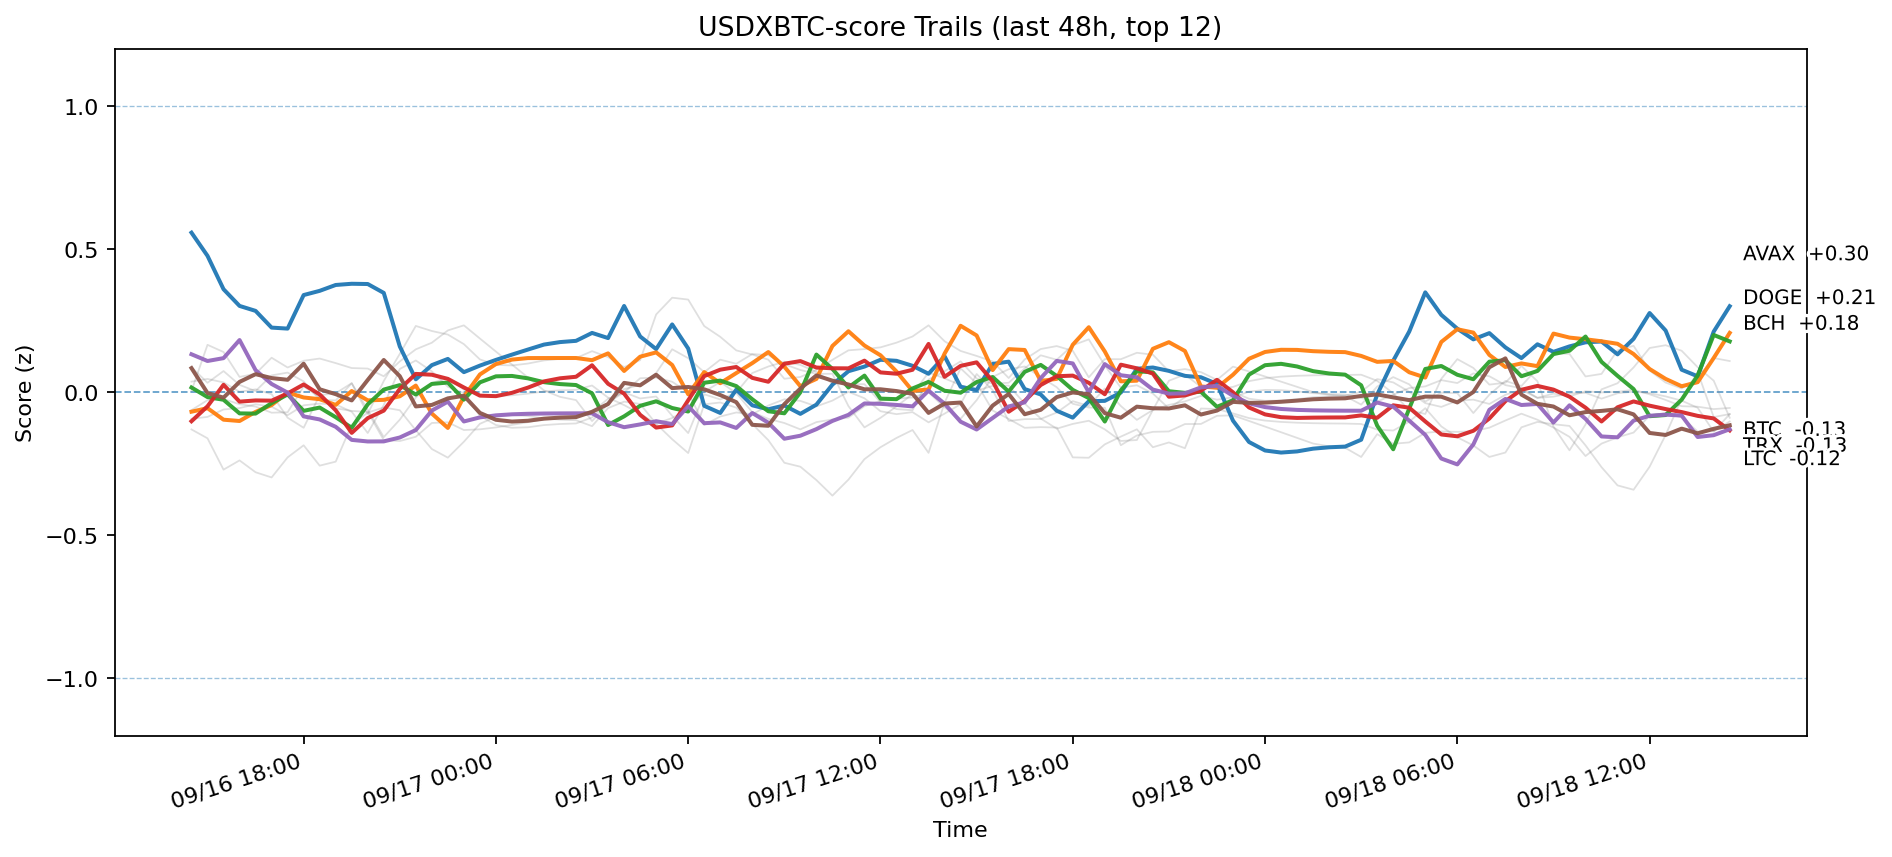 USDXBTC-score Trails (last 48h, top 12)
Score (z)
1.0
0.5
0.0
−0.5
−1.0
AVAX +0.30
DOGE +0.21
BCH +0.18
BTC -0.13
TRX -0.13
LTC -0.12
09/16 18:00
09/17 00:00
09/17 06:00
09/17 12:00
09/17 18:00
09/18 00:00
09/18 06:00
09/18 12:00
Time